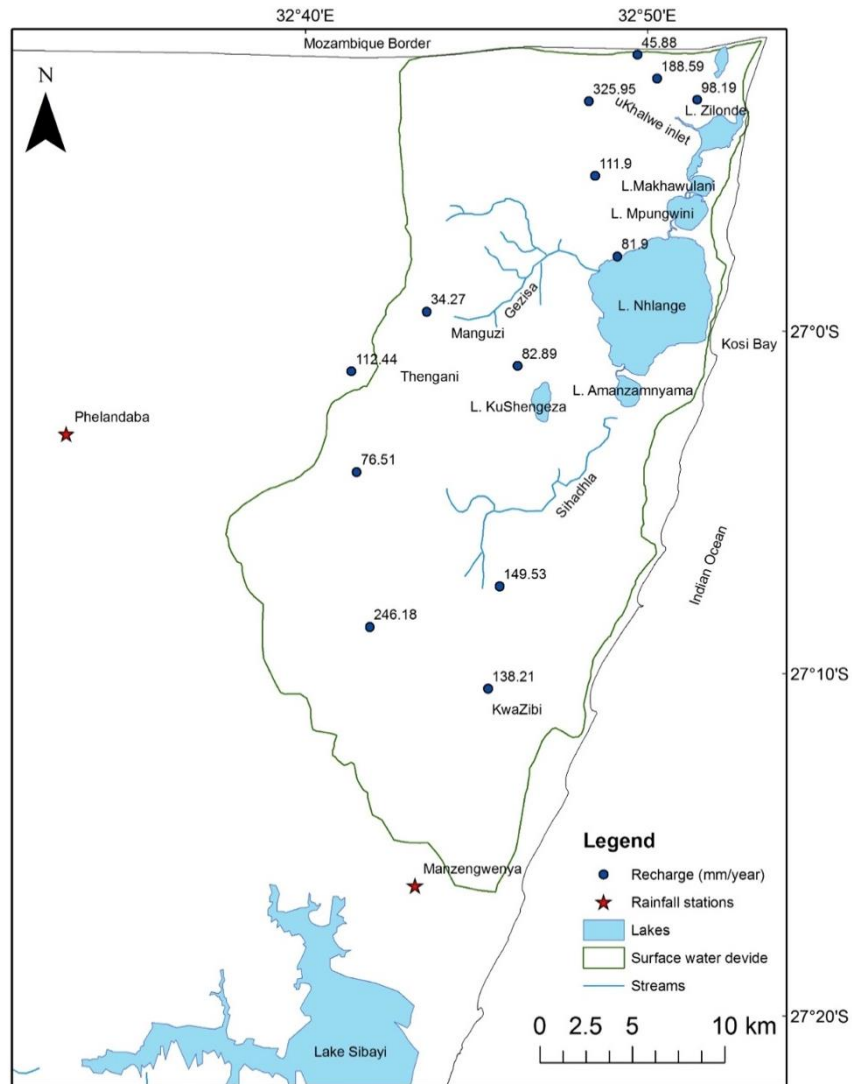 32°40'E
32°50'E
Mozambique Border
45.88
N
188.59
325.95
98.19
L. Zilonde
uKhalwe inlet
111.9
L.Makhawulani
L. Mpungwini
81.9
34.27
Gezisa
L. Nhlange
27°0'S
Manguzi
Kosi Bay
112.44
82.89
Thengani
L. Amanzamnyama
L. KuShengeza
Phelandaba
76.51
Sihadhla
Indian Ocean
149.53
246.18
138.21
27°10'S
KwaZibi
Legend
Manzengwenya
Recharge (mm/year)
Rainfall stations
Lakes
Surface water devide
Streams
27°20'S
0 2.5 5 10 km
Lake Sibayi